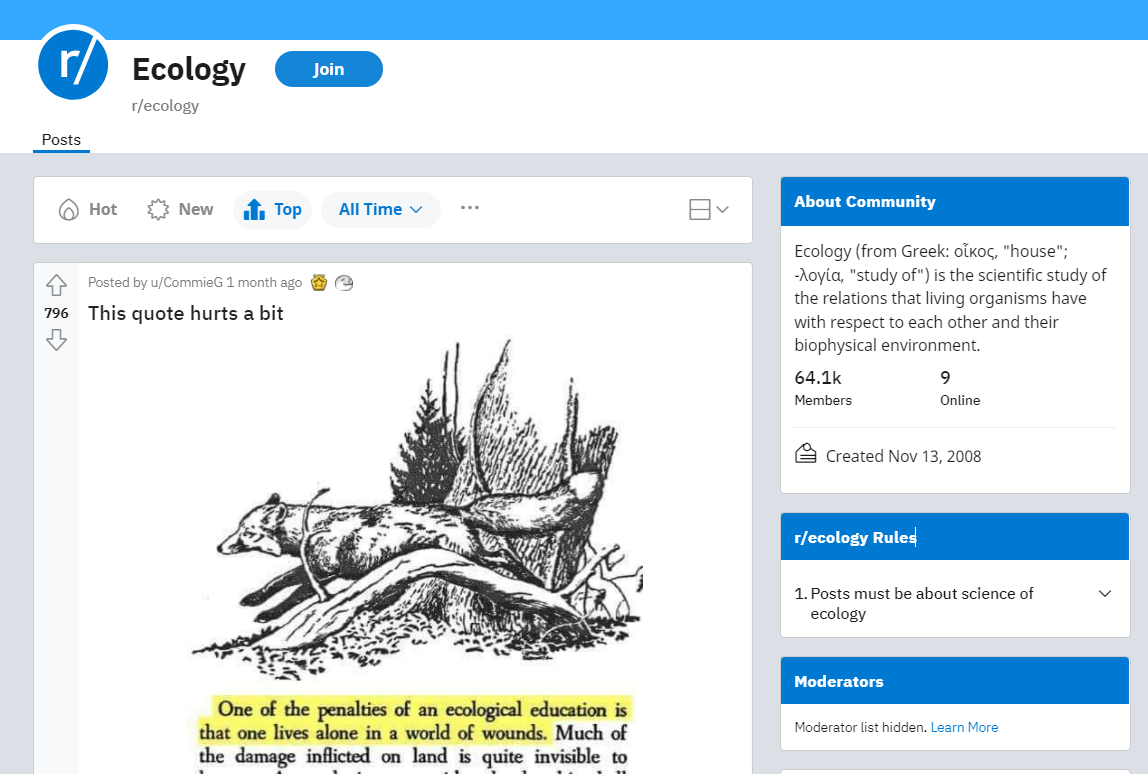 r/
Ecology
Join
r/ecology
Posts
Hot
New
Top
All Time
...
Posted by u/CommieG 1 month ago
796
This quote hurts a bit
One of the penalties of an ecological education is
that one lives alone in a world of wounds. Much of
the damage inflicted on land is quite invisible to
About Community
Ecology (from Greek: οἶκος, "house";
-λογία, "study of") is the scientific study of
the relations that living organisms have
with respect to each other and their
biophysical environment.
64.1k
Members
9
Online
Created Nov 13, 2008
r/ecology Rules
1. Posts must be about science of
ecology
Moderators
Moderator list hidden. Learn More